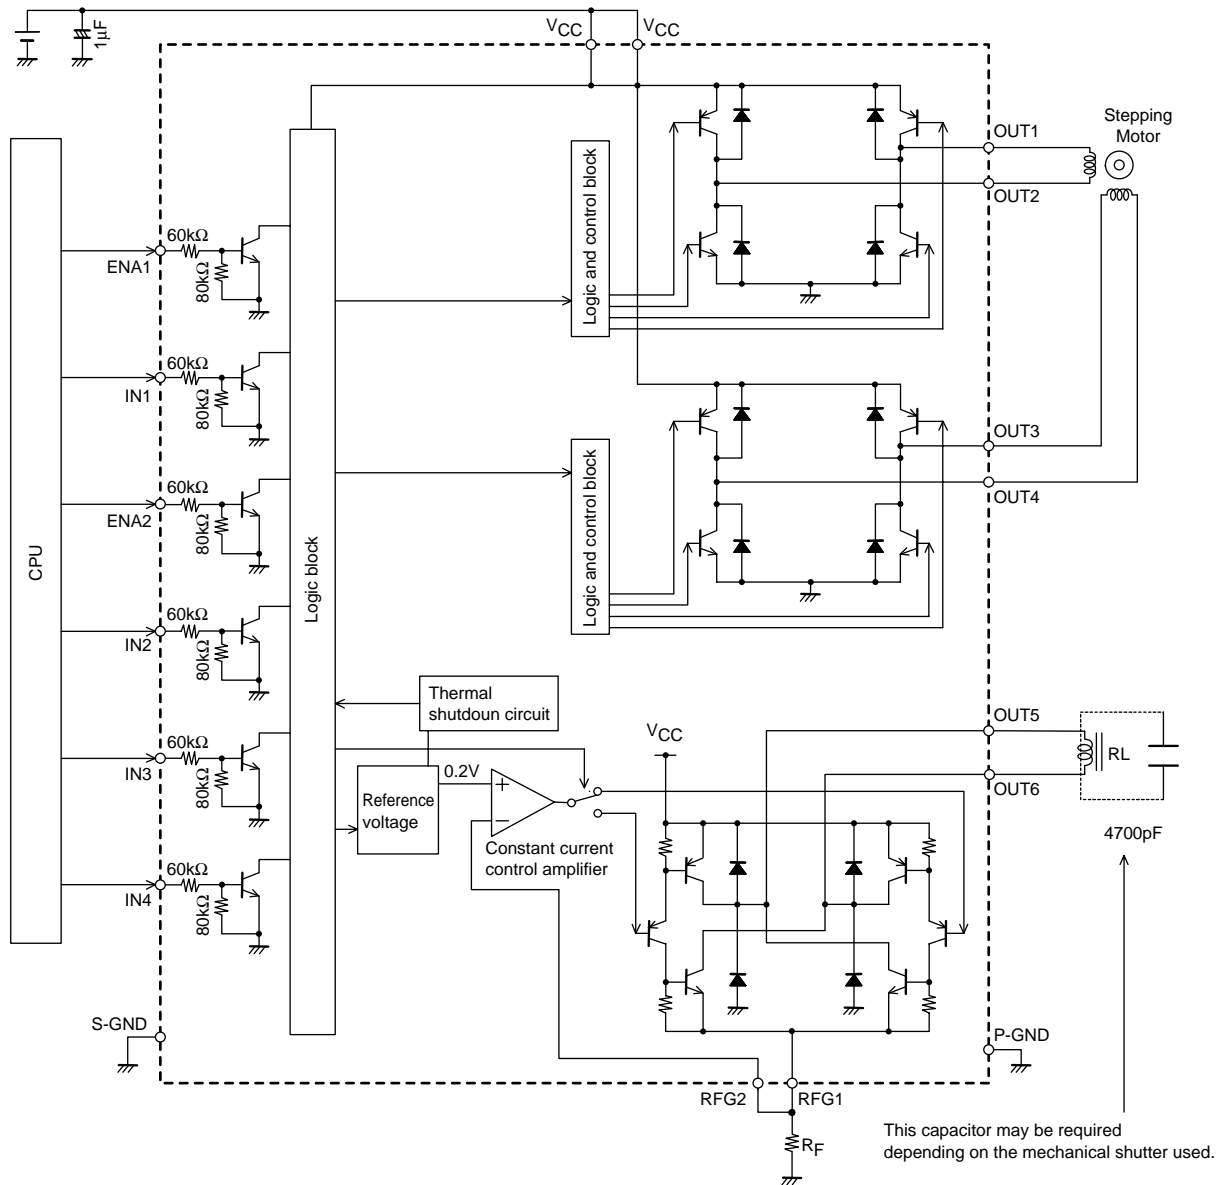 VCC VCC
1μF
OUT1
Stepping
Motor
OUT2
Logic and control block
60kΩ
ENA1
80kΩ
60kΩ
IN1
80kΩ
OUT3
OUT4
Logic and control block
60kΩ
ENA2
80kΩ
CPU
Logic block
60kΩ
IN2
80kΩ
Thermal
shutdoun circuit
OUT5
VCC
RL
60kΩ
IN3
80kΩ
0.2V
Reference
voltage
+
−
OUT6
Constant current
control amplifier
4700pF
60kΩ
IN4
80kΩ
S-GND
P-GND
RFG2
RFG1
RF
This capacitor may be required
depending on the mechanical shutter used.